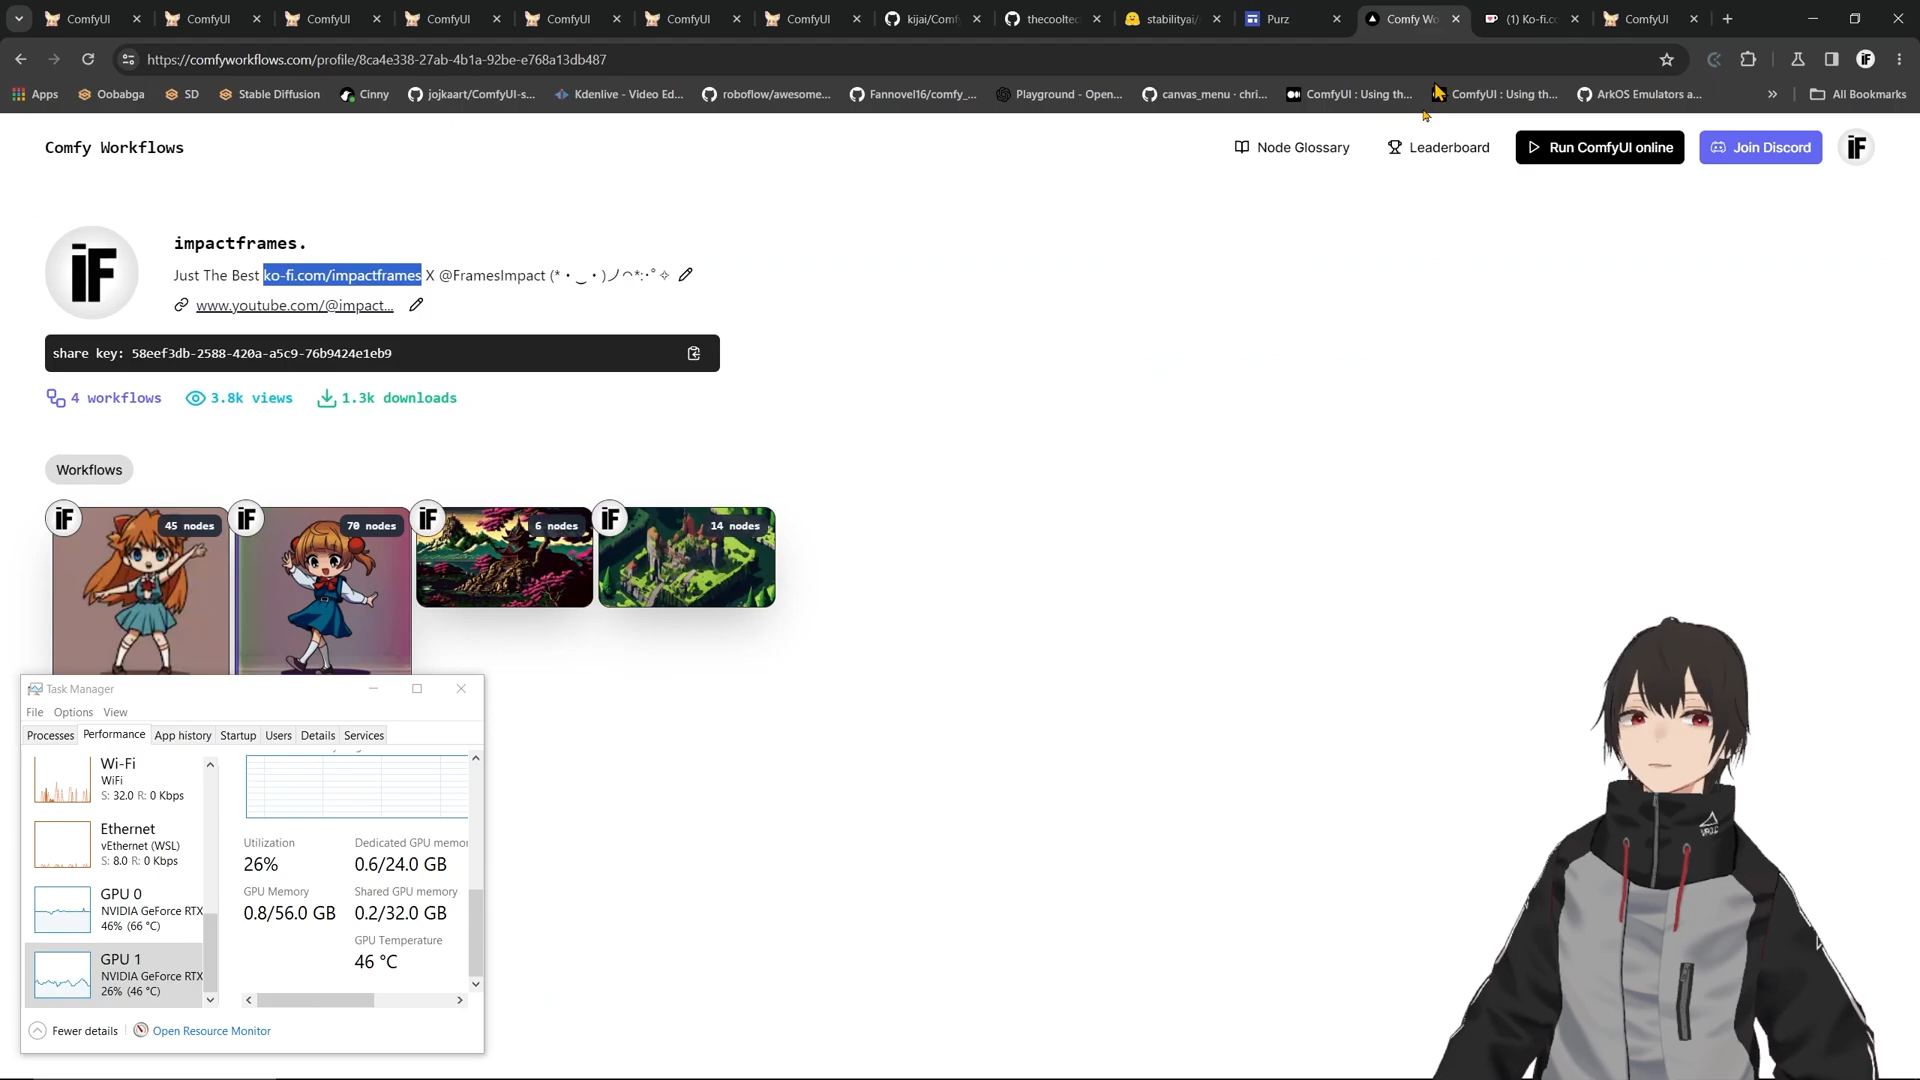 ComfyUI ComfyUI ComfyUI ComfyUI ComfyUI ComfyUI ComfyUI kijai/Comf thecoolte stabilityai/ Purz Comfy Wo (1) Ko-fi.c ComfyUI
https://comfyworkflows.com/profile/8ca4e338-27ab-4b1a-92be-e768a13db487 iF
Apps Oobabga SD Stable Diffusion Cinny jojkaart/ComfyUI-s... Kdenlive - Video Ed... roboflow/awesome... Fannovel16/comfy_... Playground - Open... canvas_menu · chri... ComfyUI : Using th... ComfyUI : Using th... ArkOS Emulators a... » All Bookmarks
Comfy Workflows Node Glossary Leaderboard Run ComfyUI online Join Discord iF
iF
impactframes.
Just The Best ko-fi.com/impactframes X @FramesImpact (*・‿・)ノ⌒*:･ﾟ✧
www.youtube.com/@impact...
share key: 58eef3db-2588-420a-a5c9-76b9424e1eb9
4 workflows 3.8k views 1.3k downloads
Workflows
iF 45 nodes iF 70 nodes iF 6 nodes iF 14 nodes
Task Manager
File Options View
Processes Performance App history Startup Users Details Services
Wi-Fi
WiFi
S: 32.0 R: 0 Kbps
Ethernet
vEthernet (WSL)
S: 8.0 R: 0 Kbps
GPU 0
NVIDIA GeForce RTX
46% (66 °C)
GPU 1
NVIDIA GeForce RTX
26% (46 °C)
Utilization Dedicated GPU memor
26% 0.6/24.0 GB
GPU Memory Shared GPU memory
0.8/56.0 GB 0.2/32.0 GB
GPU Temperature
46 °C
Fewer details Open Resource Monitor